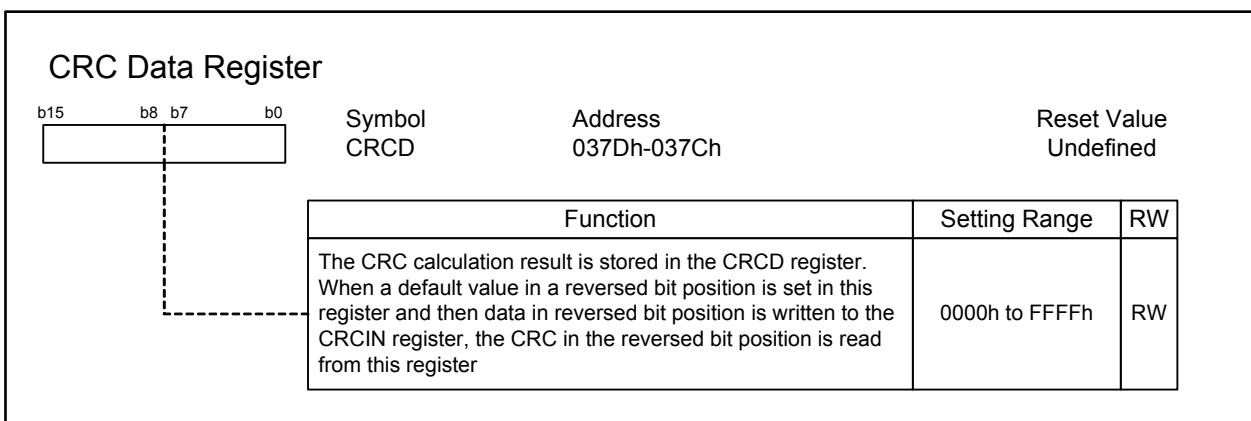 CRC Data Register
b15 b8 b7 b0
Symbol Address Reset Value
CRCD 037Dh-037Ch Undefined
Function Setting Range RW
The CRC calculation result is stored in the CRCD register.
When a default value in a reversed bit position is set in this
register and then data in reversed bit position is written to the
CRCIN register, the CRC in the reversed bit position is read
from this register
0000h to FFFFh RW